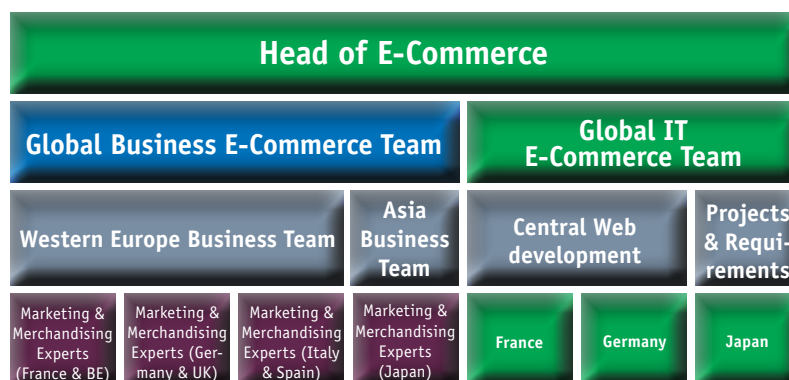 Head of E-Commerce
Global Business E-Commerce Team
Global IT
E-Commerce Team
Western Europe Business Team
Asia
Business
Team
Central Web
development
Projects
& Requi-
rements
Marketing &
Merchandising
Experts
(France & BE)
Marketing &
Merchandising
Experts (Ger-
many & UK)
Marketing &
Merchandising
Experts (Italy
& Spain)
Marketing &
Merchandising
Experts
(Japan)
France
Germany
Japan